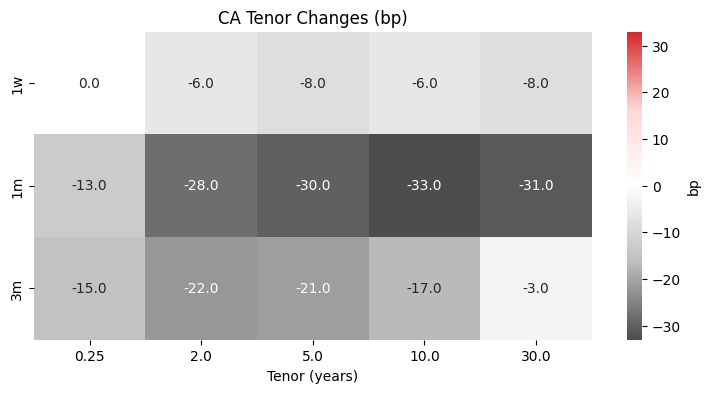 CA Tenor Changes (bp)
1w 0.0 -6.0 -8.0 -6.0 -8.0
1m -13.0 -28.0 -30.0 -33.0 -31.0
3m -15.0 -22.0 -21.0 -17.0 -3.0
0.25 2.0 5.0 10.0 30.0
Tenor (years)
30
20
10
0
−10
−20
−30
bp